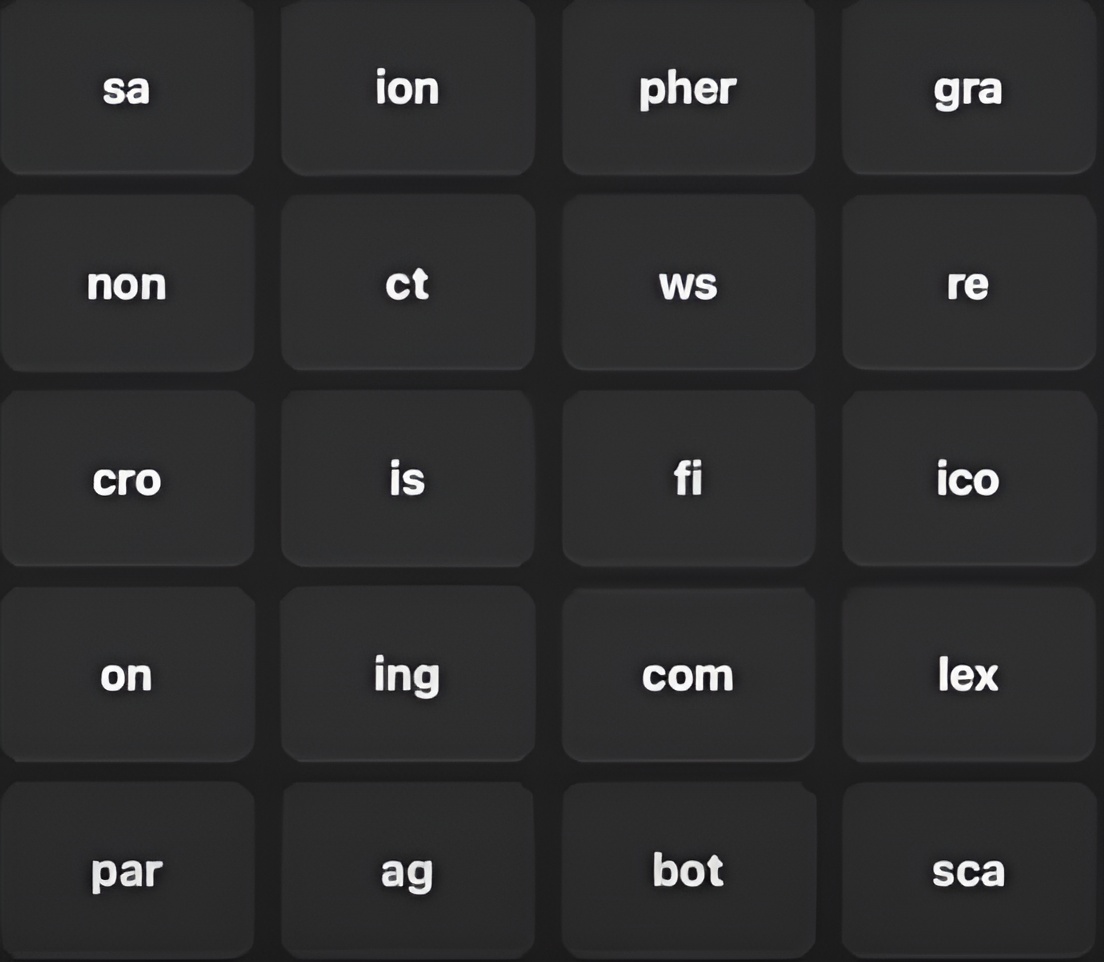 sa ion pher gra
non ct ws re
cro is fi ico
on ing com lex
par ag bot sca